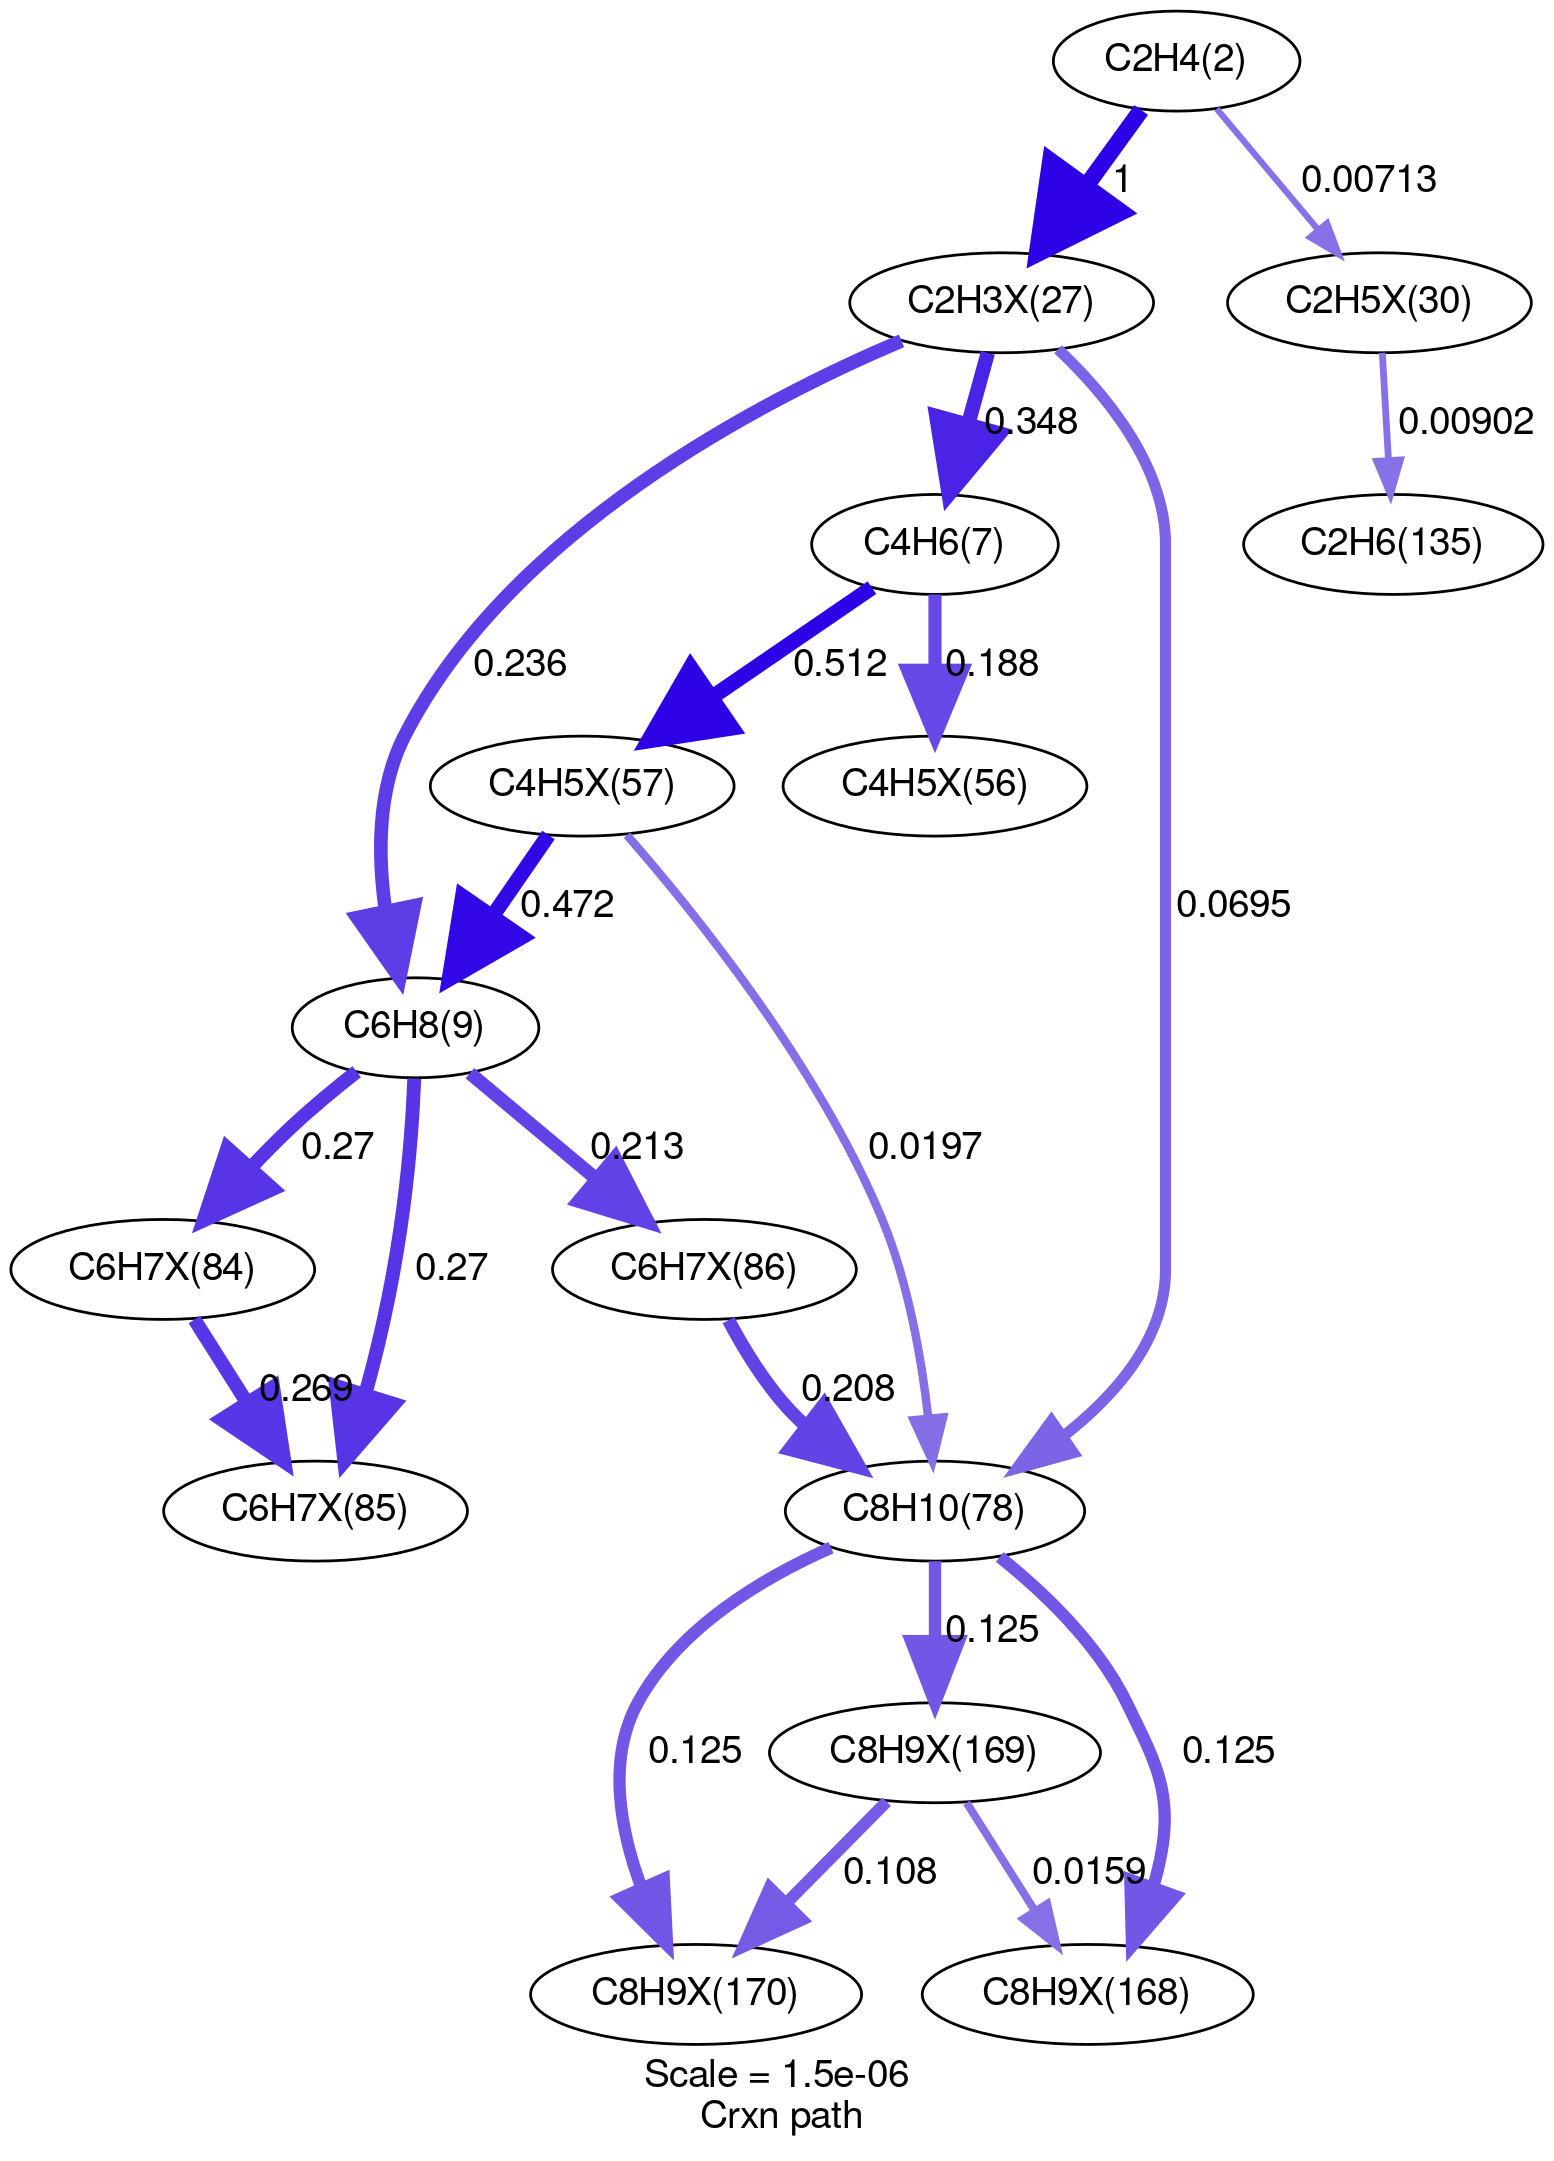 C2H4(2)
1
0.00713
C2H3X(27)
C2H5X(30)
0.348
0.00902
C4H6(7)
C2H6(135)
0.236
0.512
0.188
C4H5X(57)
C4H5X(56)
0.472
0.0695
C6H8(9)
0.27
0.213
0.0197
C6H7X(84)
0.27
C6H7X(86)
0.269
0.208
C6H7X(85)
C8H10(78)
0.125
0.125
C8H9X(169)
0.125
0.108
0.0159
C8H9X(170)
C8H9X(168)
Scale = 1.5e-06
Crxn path